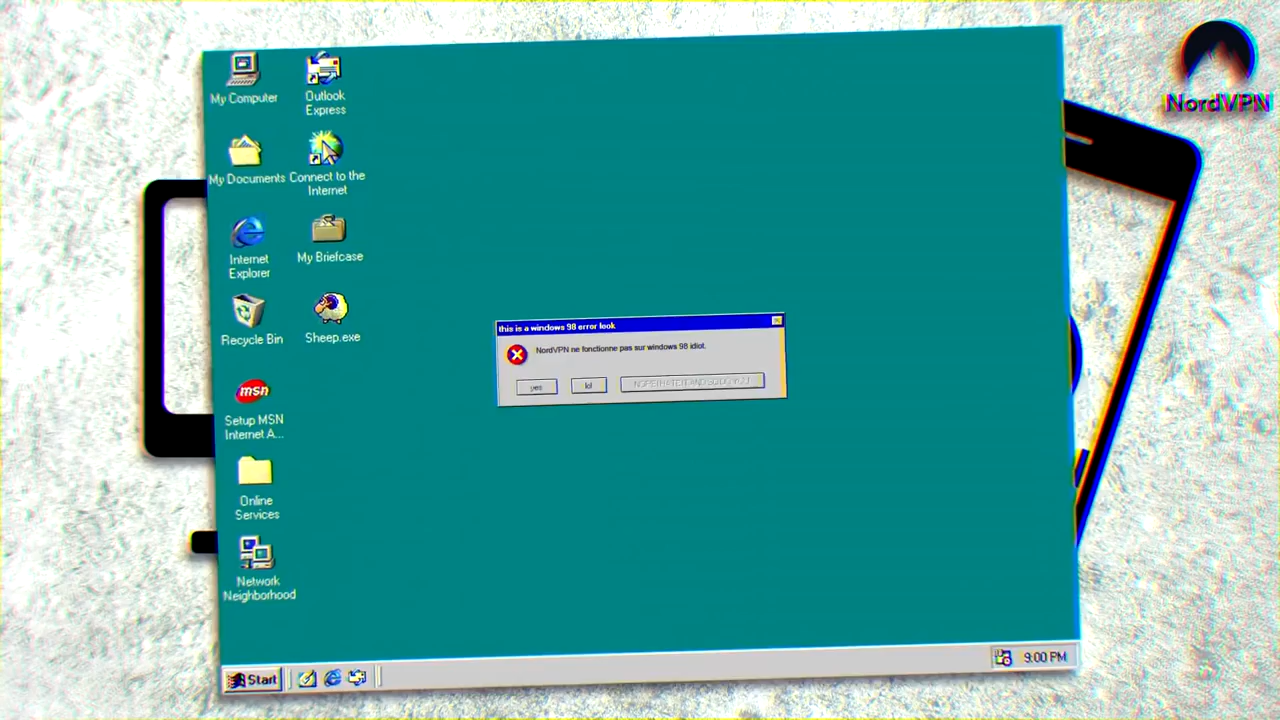 NordVPN
My Computer
Outlook
Express
My Documents
Connect to the
Internet
Internet
Explorer
My Briefcase
Recycle Bin
Sheep.exe
this is a windows 98 error look
NordVPN ne fonctionne pas sur windows 98 idiot.
yes
lol
msn
Setup MSN
Internet A...
Online
Services
Network
Neighborhood
Start
9:00 PM